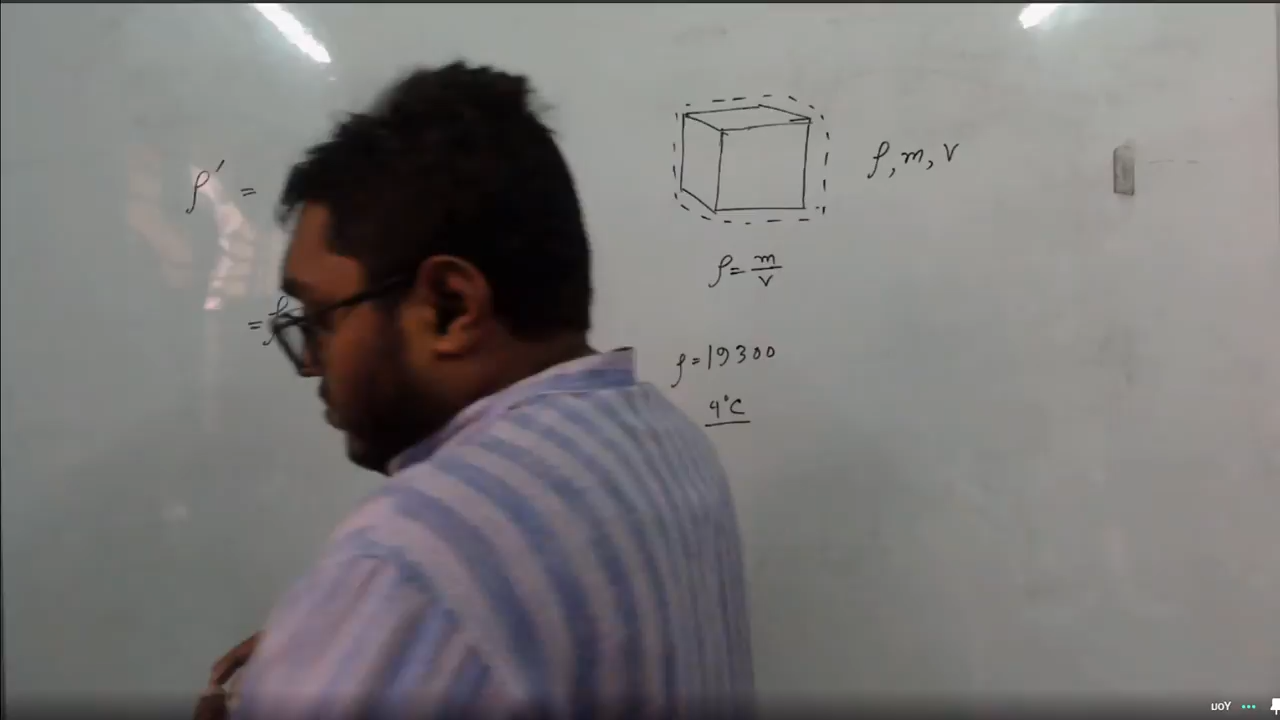 ρ' =
= ρ
ρ, m, v
ρ = m/v
ρ = 19300
4°C
You